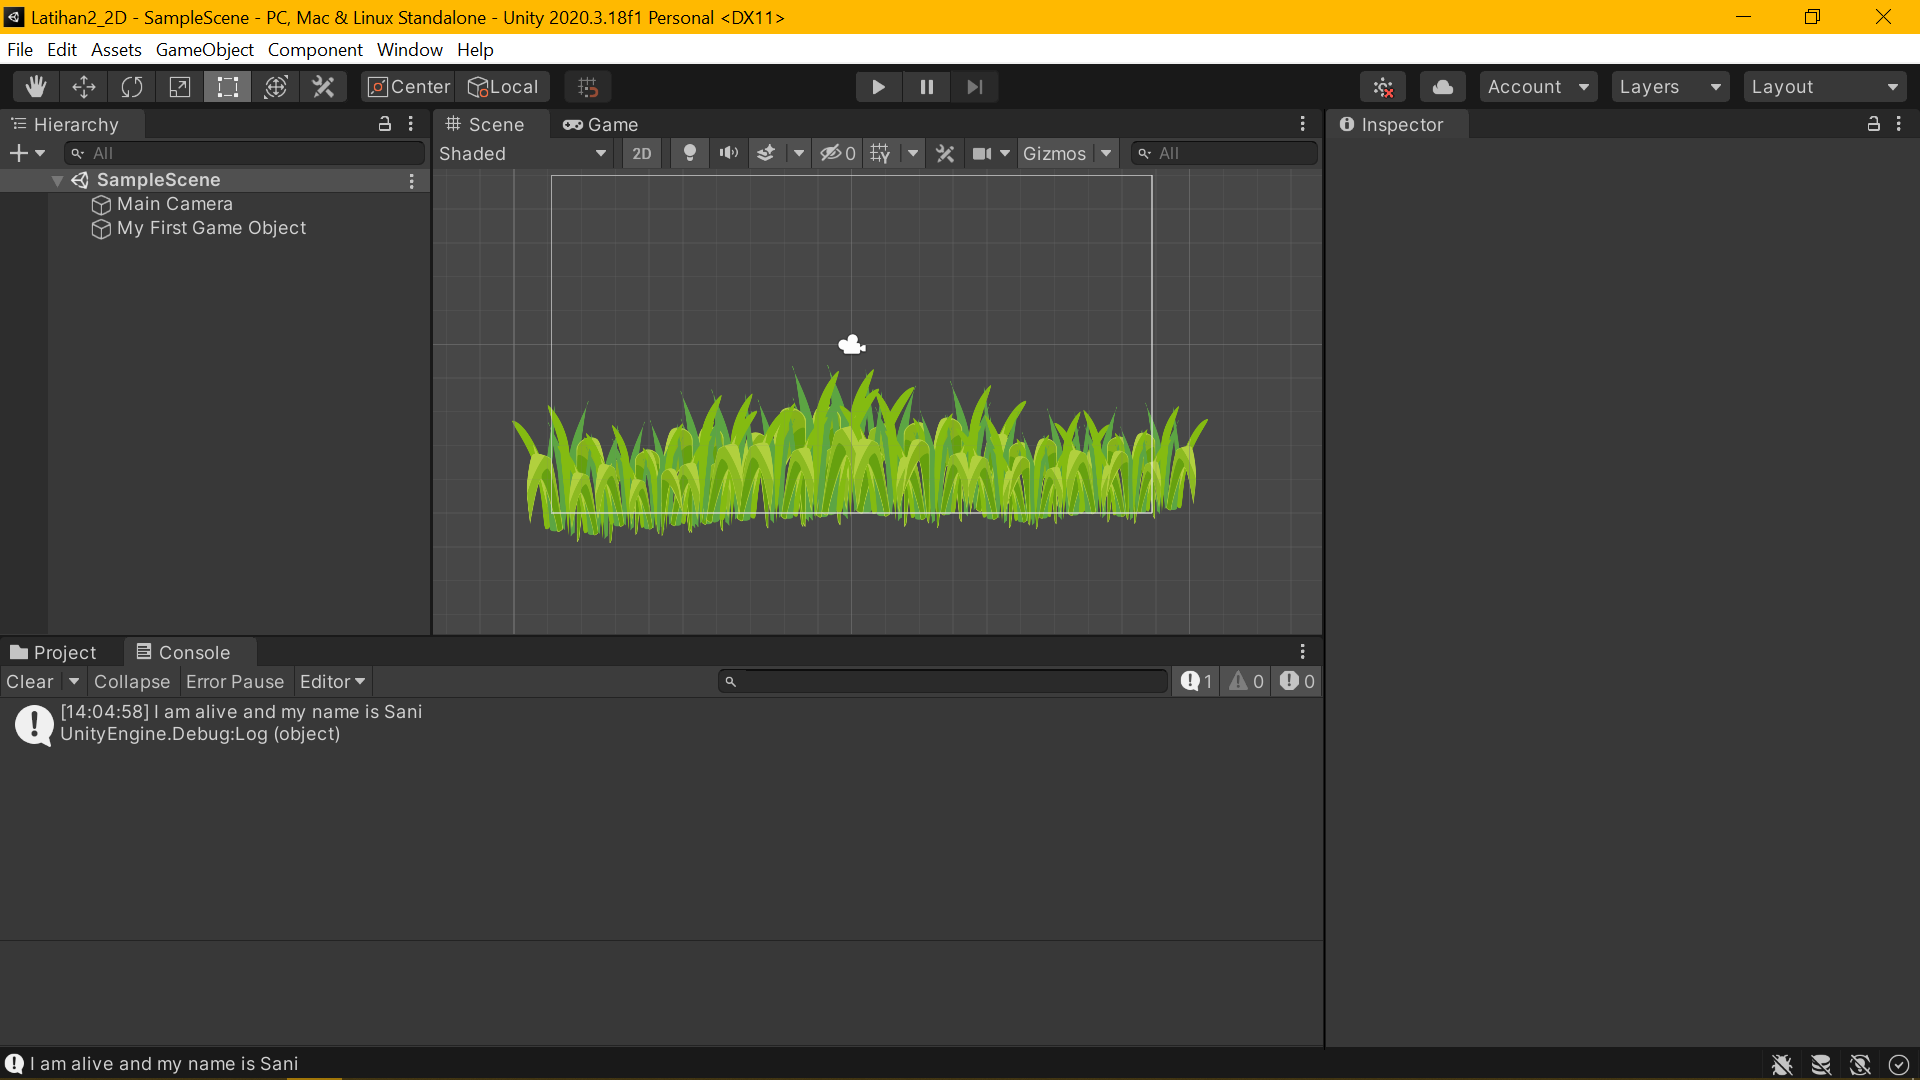 Latihan2_2D - SampleScene - PC, Mac & Linux Standalone - Unity 2020.3.18f1 Personal <DX11>
File Edit Assets GameObject Component Window Help
Center Local Account Layers Layout
Hierarchy
All
SampleScene
Main Camera
My First Game Object
Scene Game
Shaded 2D 0 Gizmos All
Inspector
Project Console
Clear Collapse Error Pause Editor 1 0 0
[14:04:58] I am alive and my name is Sani
UnityEngine.Debug:Log (object)
I am alive and my name is Sani